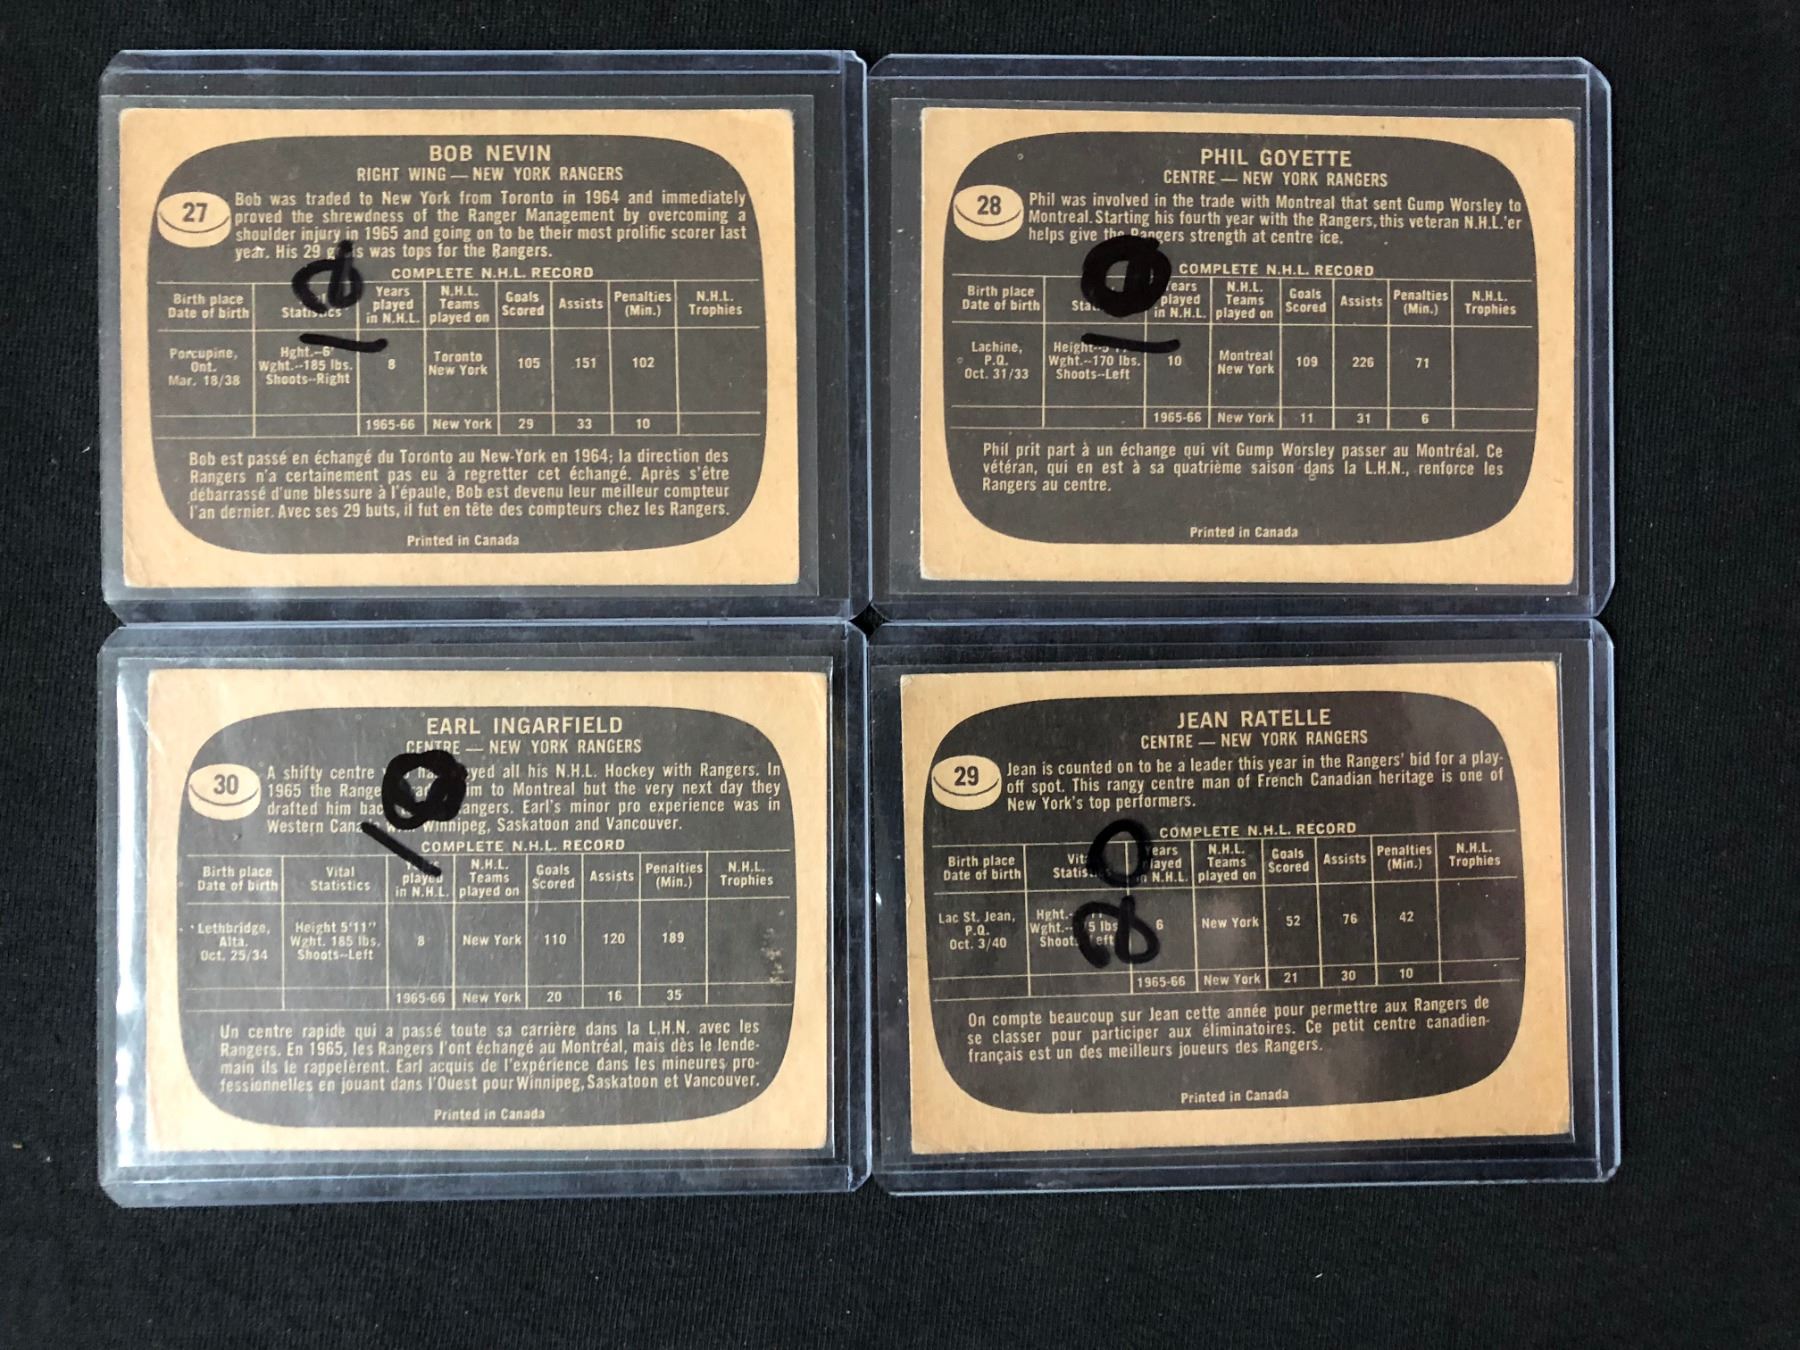 BOB NEVIN
RIGHT WING — NEW YORK RANGERS
27
Bob was traded to New York from Toronto in 1964 and immediately
proved the shrewdness of the Ranger Management by overcoming a
shoulder injury in 1965 and going on to be their most prolific scorer last
year. His 29 was tops for the Rangers.
COMPLETE N.H.L. RECORD
Birth place Date of birth Statistics Years played in N.H.L. N.H.L. Teams played on Goals Scored Assists Penalties (Min.) N.H.L. Trophies
Porcupine, Ont. Mar. 18/38 Hght.--6' Wght.--185 lbs. Shoots--Right 8 Toronto New York 105 151 102
1965-66 New York 29 33 10
Bob est passé en échangé du Toronto au New-York en 1964; la direction des
Rangers n'a certainement pas eu à regretter cet échangé. Après s'être
débarrassé d'une blessure à l'épaule, Bob est devenu leur meilleur compteur
l'an dernier. Avec ses 29 buts, il fut en tête des compteurs chez les Rangers.
Printed in Canada
PHIL GOYETTE
CENTRE — NEW YORK RANGERS
28
Phil was involved in the trade with Montreal that sent Gump Worsley to
Montreal. Starting his fourth year with the Rangers, this veteran N.H.L.'er
helps give the Rangers strength at centre ice.
COMPLETE N.H.L. RECORD
Birth place Date of birth Years played in N.H.L. N.H.L. Teams played on Goals Scored Assists Penalties (Min.) N.H.L. Trophies
Lachine, P.Q. Oct. 31/33 Height-- Wght.--170 lbs. Shoots--Left 10 Montreal New York 109 226 71
1965-66 New York 11 31 6
Phil prit part à un échange qui vit Gump Worsley passer au Montréal. Ce
vétéran, qui en est à sa quatrième saison dans la L.H.N., renforce les
Rangers au centre.
Printed in Canada
EARL INGARFIELD
CENTRE — NEW YORK RANGERS
30
A shifty centre all his N.H.L. Hockey with Rangers. In
1965 the to Montreal but the very next day they
drafted him Rangers. Earl's minor pro experience was in
Western Winnipeg, Saskatoon and Vancouver.
COMPLETE N.H.L. RECORD
Birth place Date of birth Vital Statistics Years played in N.H.L. N.H.L. Teams played on Goals Scored Assists Penalties (Min.) N.H.L. Trophies
Lethbridge, Alta. Oct. 25/34 Height 5'11" Wght. 185 lbs. Shoots--Left 8 New York 110 120 189
1965-66 New York 20 16 35
Un centre rapide qui a passé toute sa carrière dans la L.H.N. avec les
Rangers. En 1965, les Rangers l'ont échangé au Montréal, mais dès le lende-
main ils le rappelèrent. Earl acquis de l'expérience dans les mineures pro-
fessionnelles en jouant dans l'Ouest pour Winnipeg, Saskatoon et Vancouver.
Printed in Canada
JEAN RATELLE
CENTRE — NEW YORK RANGERS
29
Jean is counted on to be a leader this year in the Rangers' bid for a play-
off spot. This rangy centre man of French Canadian heritage is one of
New York's top performers.
COMPLETE N.H.L. RECORD
Birth place Date of birth Years played in N.H.L. N.H.L. Teams played on Goals Scored Assists Penalties (Min.) N.H.L. Trophies
Lac St. Jean, P.Q. Oct. 3/40 Hght.- Wght.-- lbs. 6 New York 52 76 42
1965-66 New York 21 30 10
On compte beaucoup sur Jean cette année pour permettre aux Rangers de
se classer pour participer aux éliminatoires. Ce petit centre canadien-
français est un des meilleurs joueurs des Rangers.
Printed in Canada